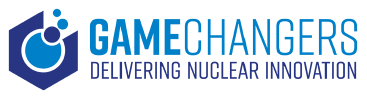 GAMECHANGERS
DELIVERING NUCLEAR INNOVATION